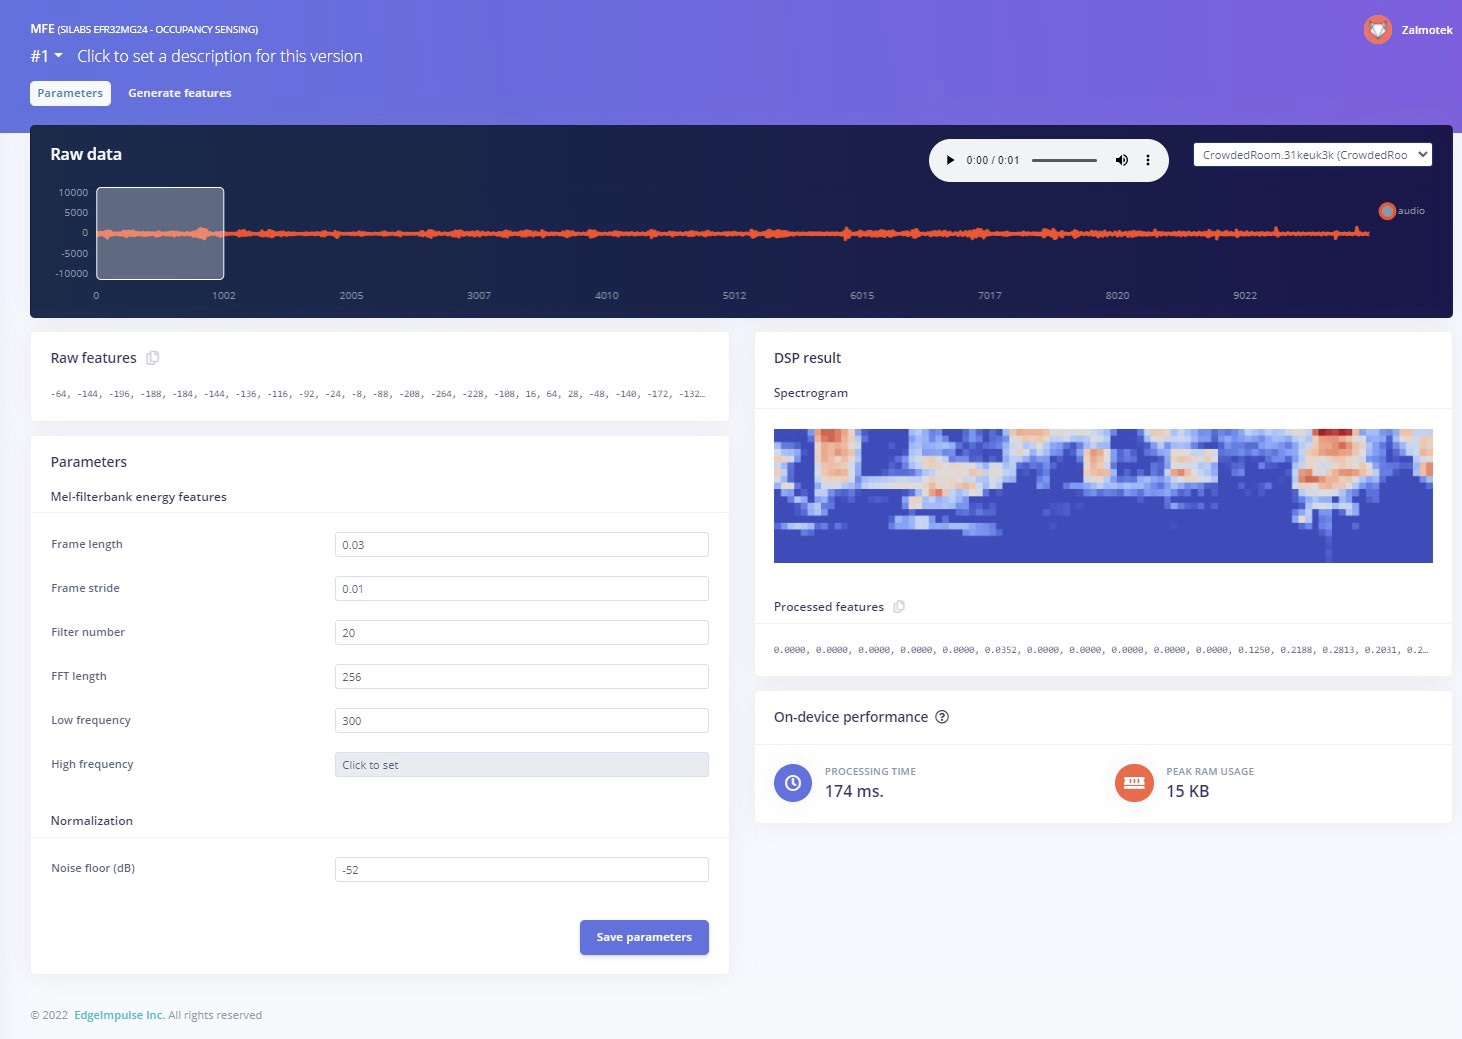 MFE (SILABS EFR32MG24 - OCCUPANCY SENSING)
Zalmotek
#1 Click to set a description for this version
Parameters Generate features
Raw data
0:00 / 0:01
CrowdedRoom.31keuk3k (CrowdedRoo
10000
5000
0
-5000
-10000
audio
0 1002 2005 3007 4010 5012 6015 7017 8020 9022
Raw features
-64, -144, -196, -188, -184, -144, -136, -116, -92, -24, -8, -88, -208, -264, -228, -108, 16, 64, 28, -48, -140, -172, -132…
Parameters
Mel-filterbank energy features
Frame length 0.03
Frame stride 0.01
Filter number 20
FFT length 256
Low frequency 300
High frequency Click to set
Normalization
Noise floor (dB) -52
Save parameters
DSP result
Spectrogram
Processed features
0.0000, 0.0000, 0.0000, 0.0000, 0.0000, 0.0352, 0.0000, 0.0000, 0.0000, 0.0000, 0.0000, 0.1250, 0.2188, 0.2813, 0.2031, 0.2…
On-device performance
PROCESSING TIME
174 ms.
PEAK RAM USAGE
15 KB
© 2022 EdgeImpulse Inc. All rights reserved